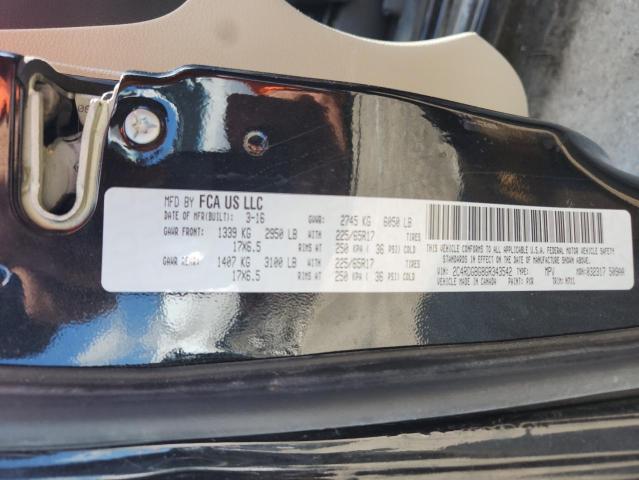 MFD BY FCA US LLC
DATE OF MFR(BUILT): 3-16 GVWR: 2745 KG 6050 LB
GAWR FRONT: 1339 KG 2950 LB WITH 225/65R17 TIRES
17X6.5 RIMS AT 250 KPA ( 36 PSI) COLD
GAWR REAR: 1407 KG 3100 LB WITH 225/65R17 TIRES
17X6.5 RIMS AT 250 KPA ( 36 PSI) COLD
THIS VEHICLE CONFORMS TO ALL APPLICABLE U.S.A. FEDERAL MOTOR VEHICLE SAFETY
STANDARDS IN EFFECT ON THE DATE OF MANUFACTURE SHOWN ABOVE.
VIN: 2C4RDGBG8GR343542 TYPE: MPV MDH: 032317 509AA
VEHICLE MADE IN CANADA PAINT: PXR TRIM: